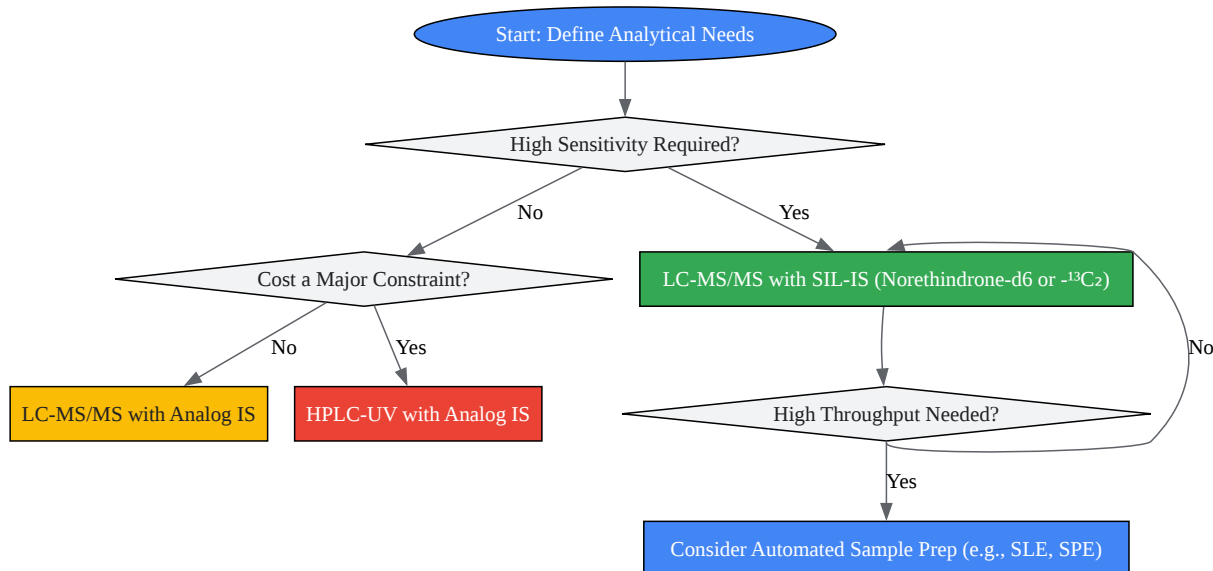 Start: Define Analytical Needs
High Sensitivity Required?
No
Yes
Cost a Major Constraint?
LC-MS/MS with SIL-IS (Norethindrone-d6 or -¹³C₂)
No
Yes
No
LC-MS/MS with Analog IS
HPLC-UV with Analog IS
High Throughput Needed?
Yes
Consider Automated Sample Prep (e.g., SLE, SPE)